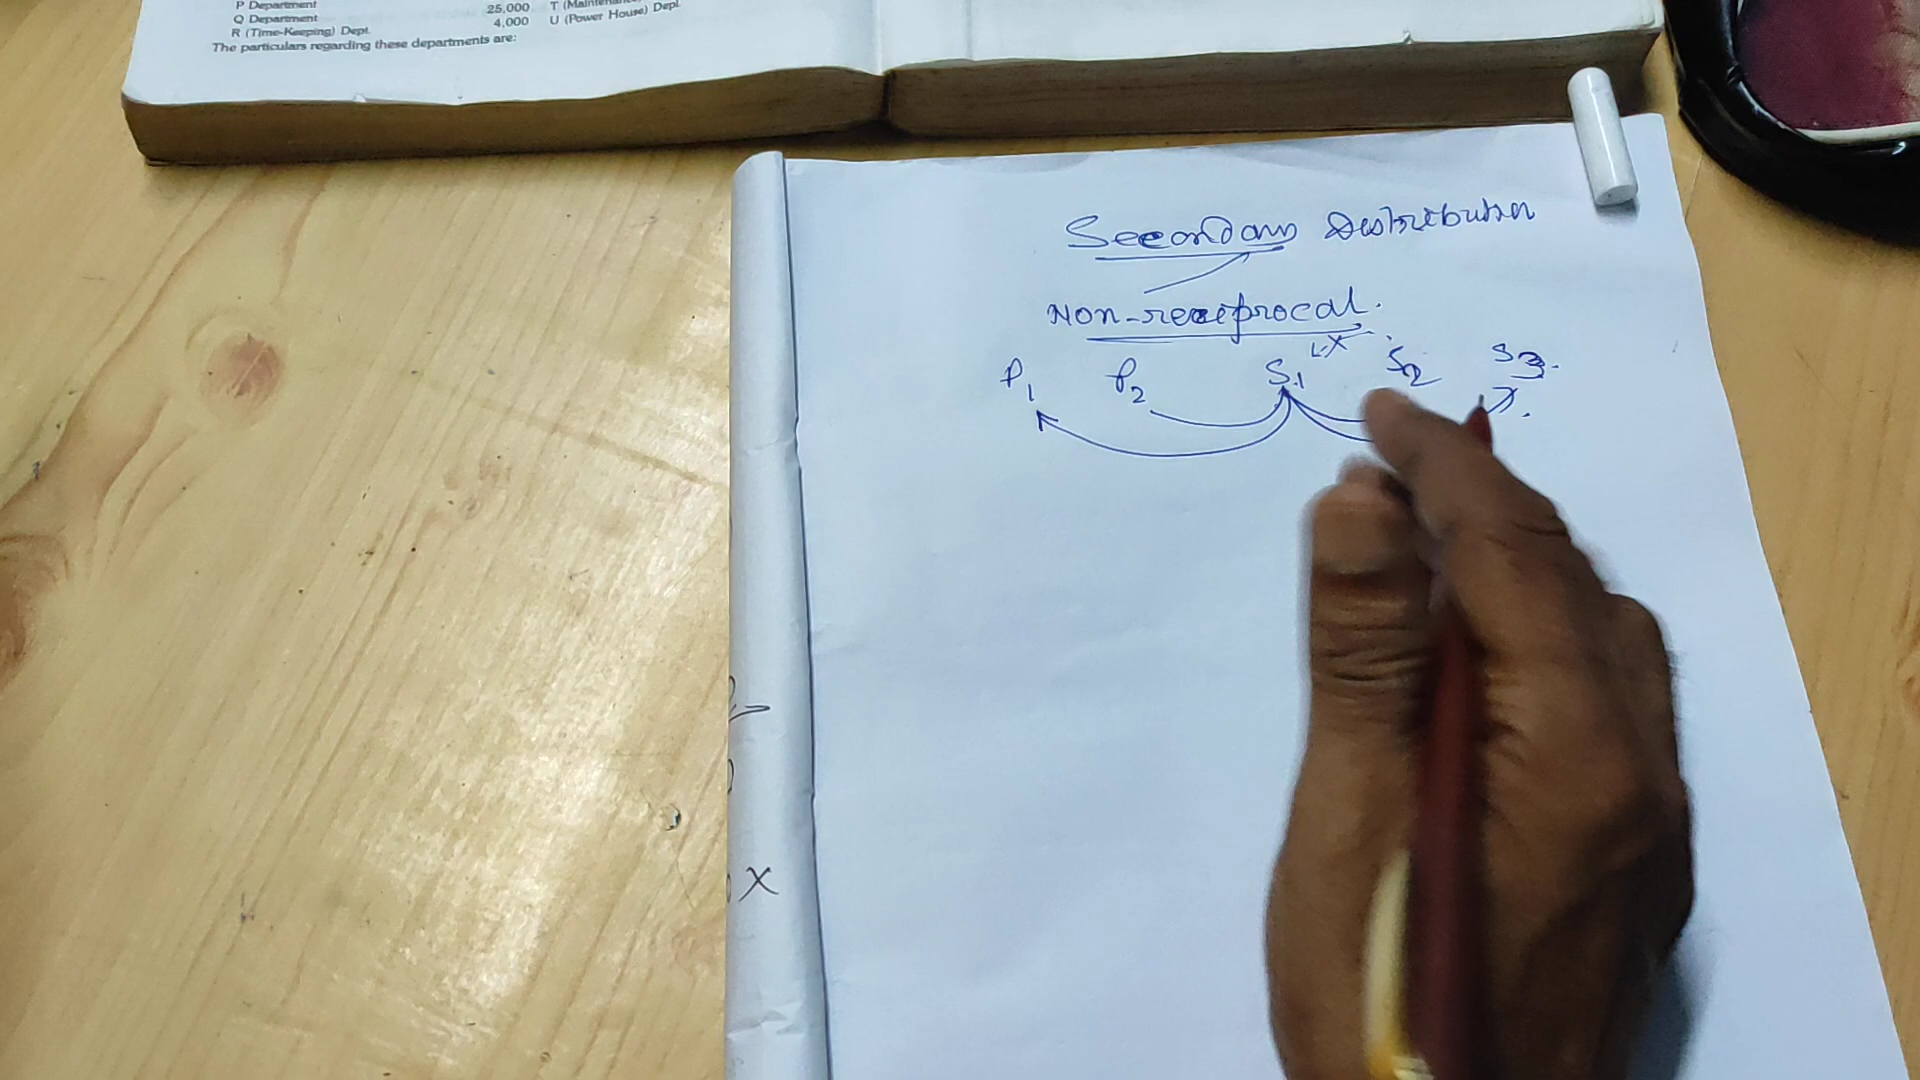 P Department 25,000 T (Maintenance)
Q Department 4,000 U (Power House) Dept.
R (Time-Keeping) Dept.
The particulars regarding these departments are:
Secondary Distribution
Non-reciprocal.
P1 P2 S1 S2 S3.
X